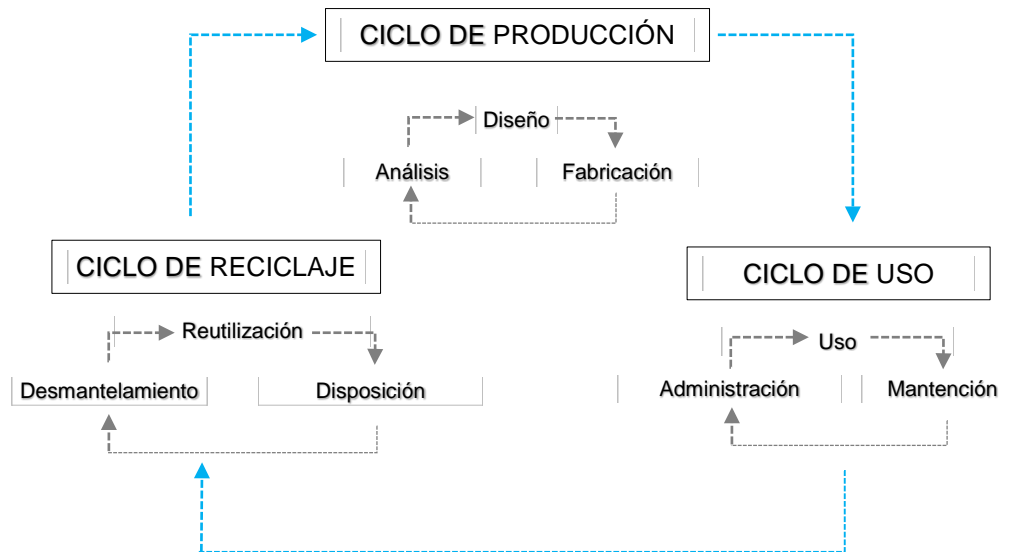 CICLO DE PRODUCCIÓN
Diseño
Análisis
Fabricación
CICLO DE RECICLAJE
CICLO DE USO
Reutilización
Uso
Desmantelamiento
Disposición
Administración
Mantención